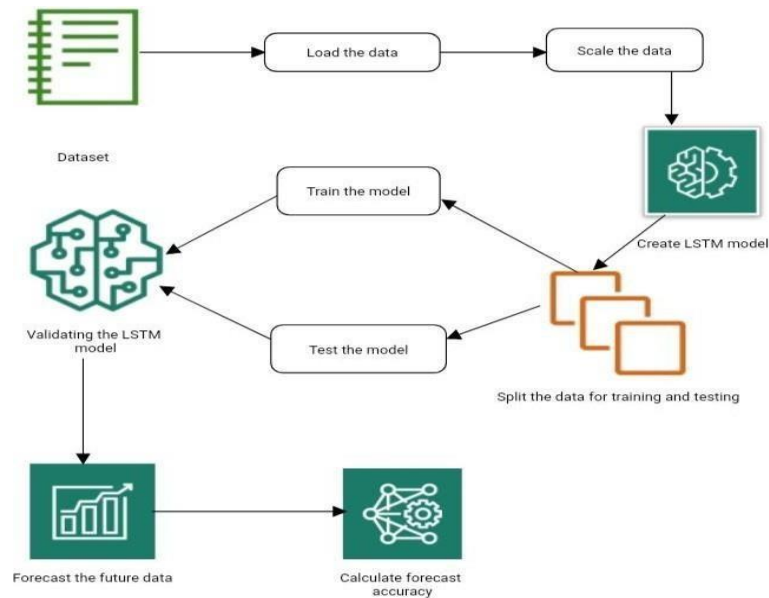 Load the data
Scale the data
Dataset
Create LSTM model
Train the model
Validating the LSTM
model
Test the model
Split the data for training and testing
Forecast the future data
Calculate forecast
accuracy